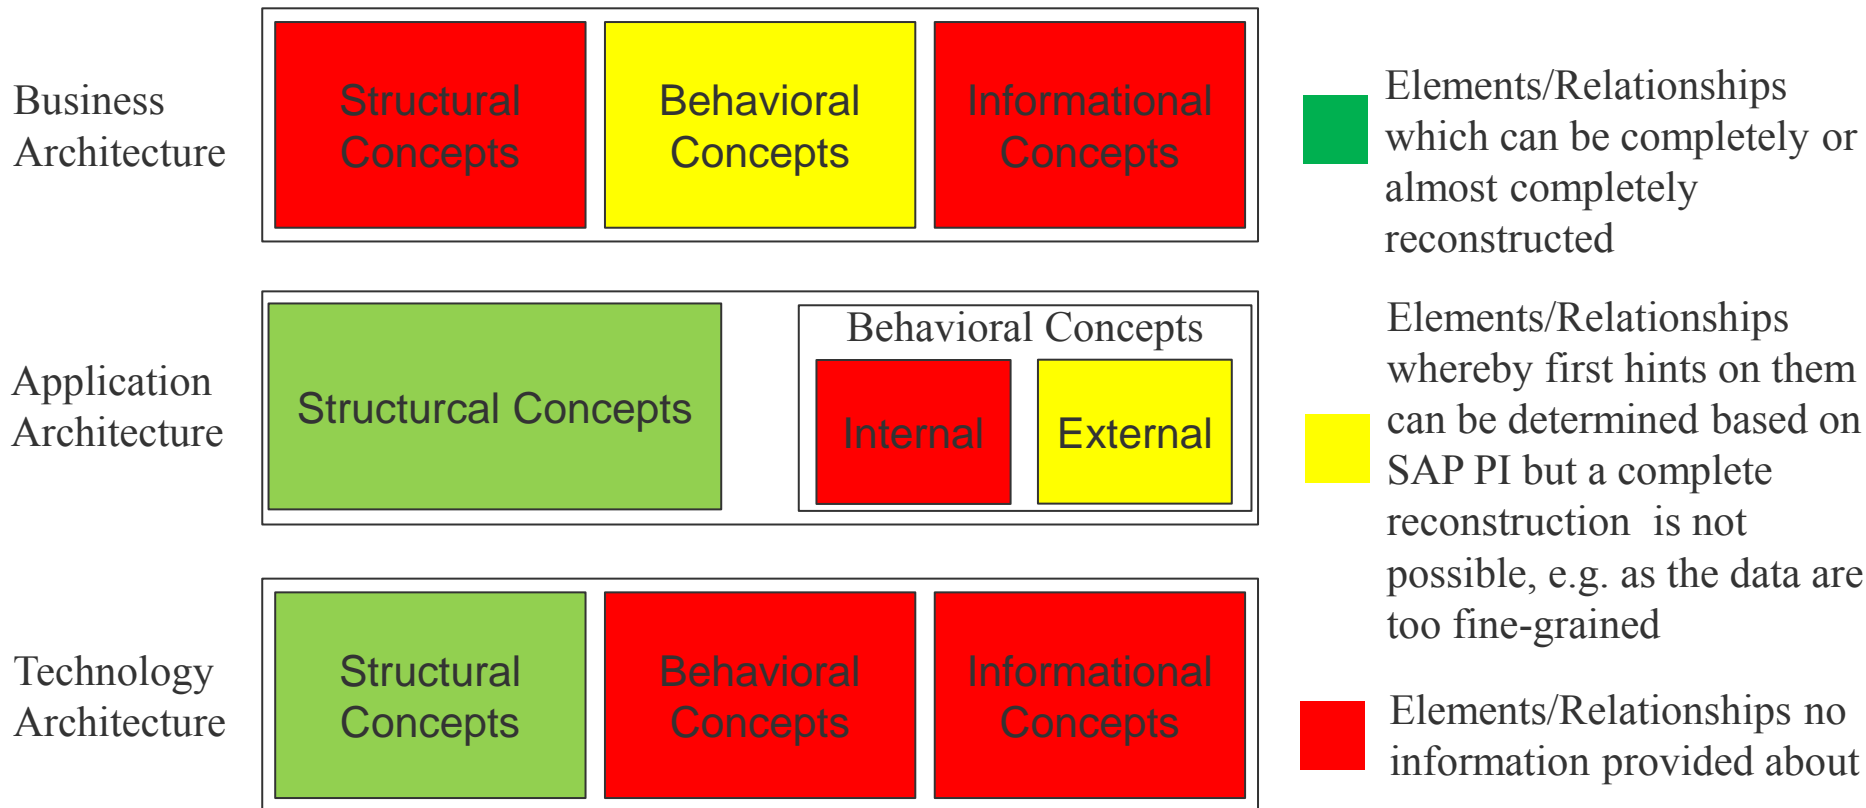 Business
Architecture
Structural
Concepts
Behavioral
Concepts
Informational
Concepts
Application
Architecture
Structurcal Concepts
Behavioral Concepts
Internal
External
Technology
Architecture
Structural
Concepts
Behavioral
Concepts
Informational
Concepts
Elements/Relationships
which can be completely or
almost completely
reconstructed
Elements/Relationships
whereby first hints on them
can be determined based on
SAP PI but a complete
reconstruction is not
possible, e.g. as the data are
too fine-grained
Elements/Relationships no
information provided about